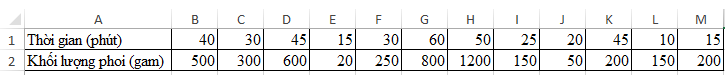 A B C D E F G H I J K L M
1 Thời gian (phút) 40 30 45 15 30 60 50 25 20 45 10 15
2 Khối lượng phoi (gam) 500 300 600 20 250 800 1200 150 50 200 150 200